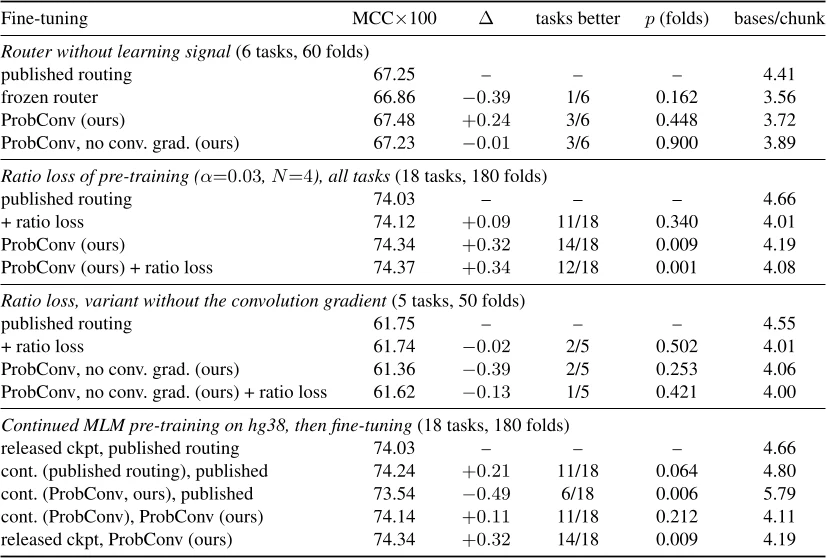 Fine-tuning MCC×100 Δ tasks better p (folds) bases/chunk
Router without learning signal (6 tasks, 60 folds)
published routing 67.25 – – – 4.41
frozen router 66.86 −0.39 1/6 0.162 3.56
ProbConv (ours) 67.48 +0.24 3/6 0.448 3.72
ProbConv, no conv. grad. (ours) 67.23 −0.01 3/6 0.900 3.89
Ratio loss of pre-training (α=0.03, N=4), all tasks (18 tasks, 180 folds)
published routing 74.03 – – – 4.66
+ ratio loss 74.12 +0.09 11/18 0.340 4.01
ProbConv (ours) 74.34 +0.32 14/18 0.009 4.19
ProbConv (ours) + ratio loss 74.37 +0.34 12/18 0.001 4.08
Ratio loss, variant without the convolution gradient (5 tasks, 50 folds)
published routing 61.75 – – – 4.55
+ ratio loss 61.74 −0.02 2/5 0.502 4.01
ProbConv, no conv. grad. (ours) 61.36 −0.39 2/5 0.253 4.06
ProbConv, no conv. grad. (ours) + ratio loss 61.62 −0.13 1/5 0.421 4.00
Continued MLM pre-training on hg38, then fine-tuning (18 tasks, 180 folds)
released ckpt, published routing 74.03 – – – 4.66
cont. (published routing), published 74.24 +0.21 11/18 0.064 4.80
cont. (ProbConv, ours), published 73.54 −0.49 6/18 0.006 5.79
cont. (ProbConv), ProbConv (ours) 74.14 +0.11 11/18 0.212 4.11
released ckpt, ProbConv (ours) 74.34 +0.32 14/18 0.009 4.19